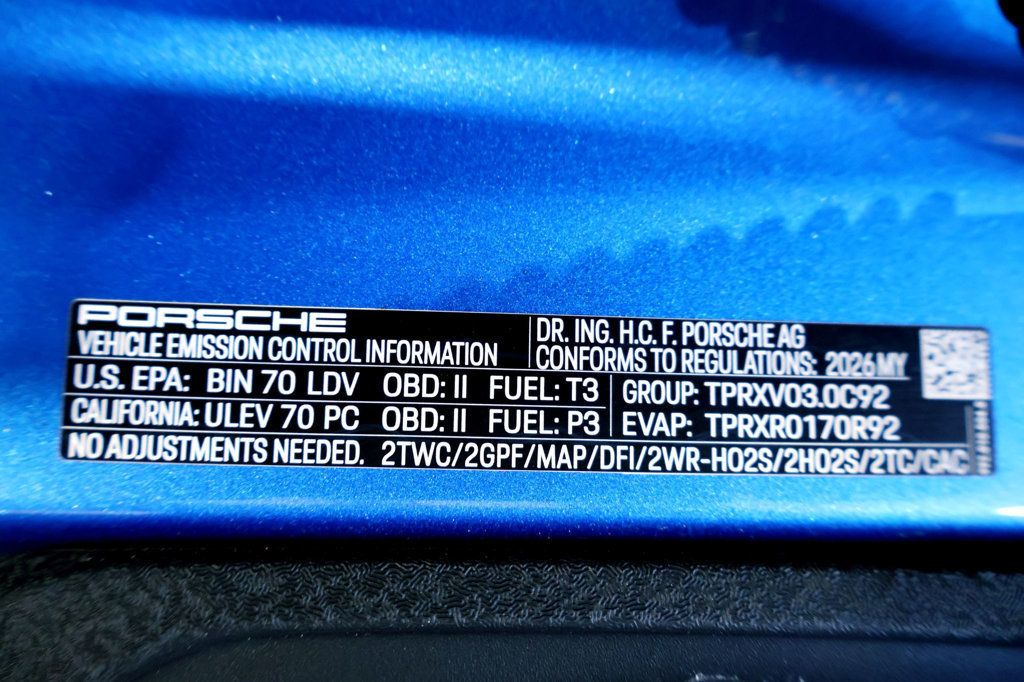 PORSCHE
VEHICLE EMISSION CONTROL INFORMATION
DR. ING. H.C. F. PORSCHE AG
CONFORMS TO REGULATIONS: 2026 MY
U.S. EPA: BIN 70 LDV OBD: II FUEL: T3
CALIFORNIA: ULEV 70 PC OBD: II FUEL: P3
GROUP: TPRXV03.0C92
EVAP: TPRXR0170R92
NO ADJUSTMENTS NEEDED. 2TWC/2GPF/MAP/DFI/2WR-HO2S/2HO2S/2TC/CAC